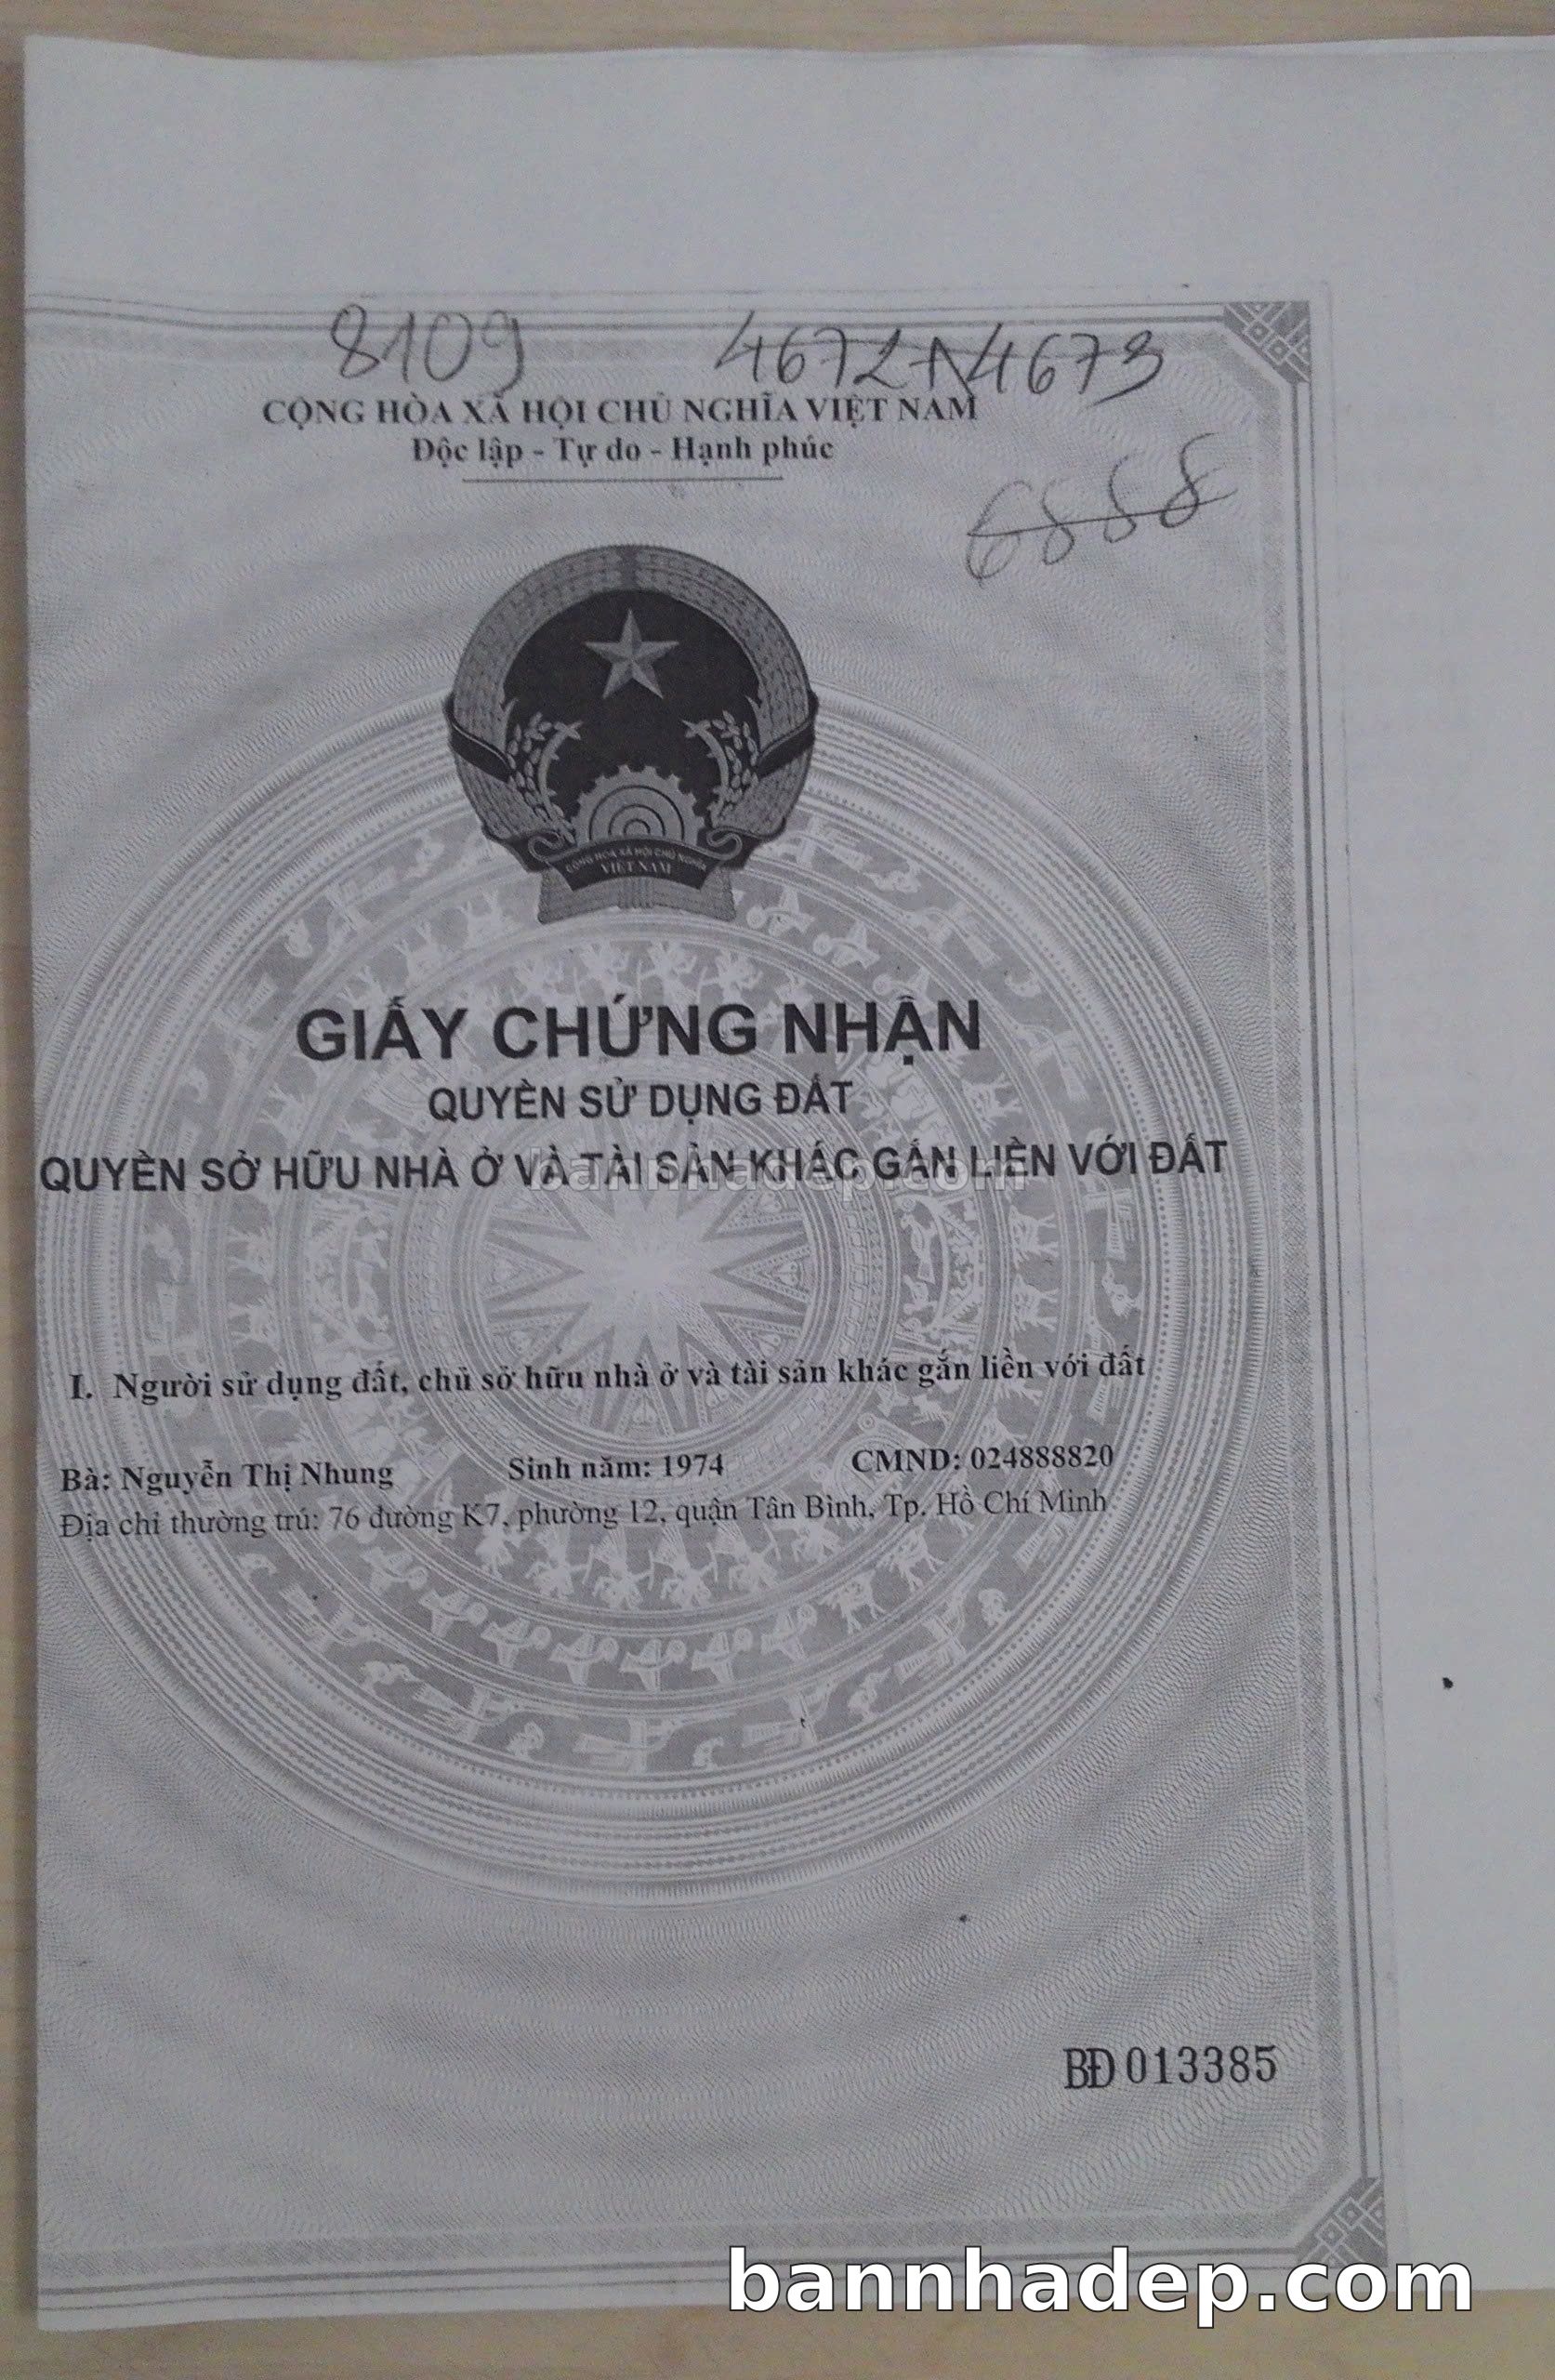 8109 4672N4673
CỘNG HÒA XÃ HỘI CHỦ NGHĨA VIỆT NAM
Độc lập - Tự do - Hạnh phúc
6888
CỘNG HÒA XÃ HỘI CHỦ NGHĨA
VIỆT NAM
GIẤY CHỨNG NHẬN
QUYỀN SỬ DỤNG ĐẤT
QUYỀN SỞ HỮU NHÀ Ở VÀ TÀI SẢN KHÁC GẮN LIỀN VỚI ĐẤT
bannhadep.com
I. Người sử dụng đất, chủ sở hữu nhà ở và tài sản khác gắn liền với đất
Bà: Nguyễn Thị Nhung Sinh năm: 1974 CMND: 024888820
Địa chỉ thường trú: 76 đường K7, phường 12, quận Tân Bình, Tp. Hồ Chí Minh
BĐ 013385
bannhadep.com